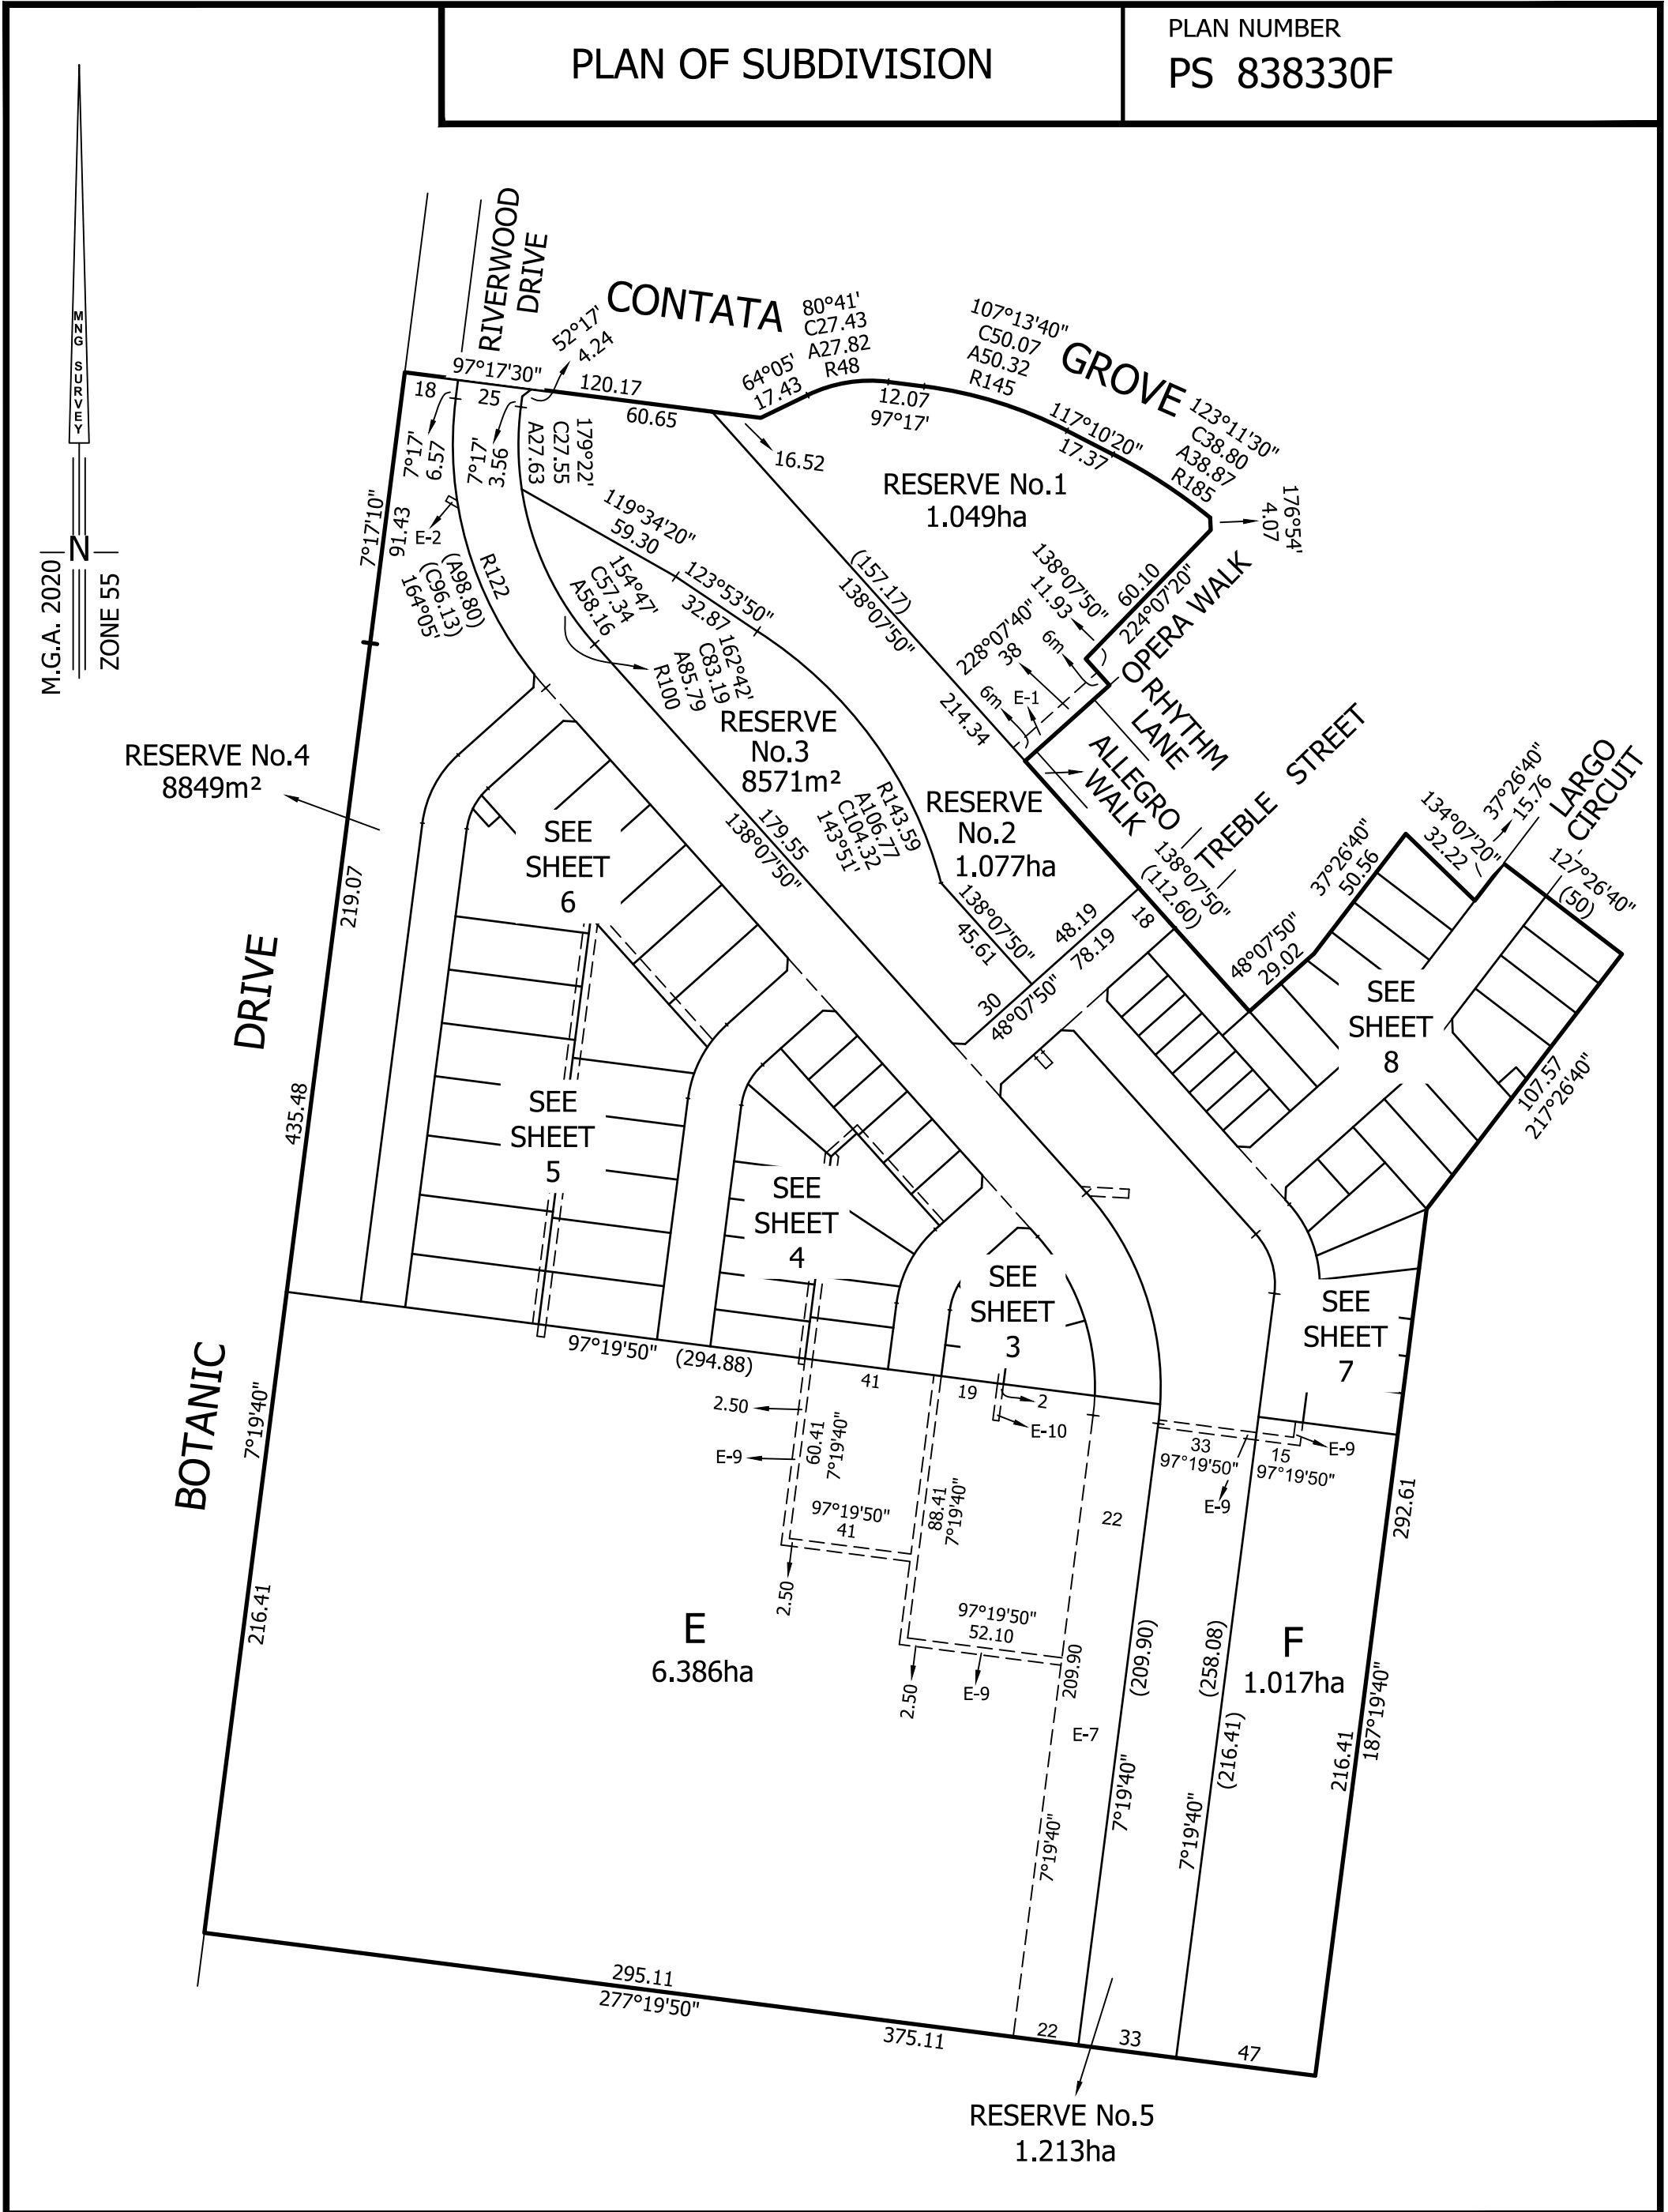 PLAN OF SUBDIVISION
PLAN NUMBER
PS 838330F
MNG SURVEY
M.G.A. 2020
N
ZONE 55
RIVERWOOD
DRIVE
CONTATA
GROVE
52°17'
4.24
97°17'30"
18
25
120.17
60.65
7°17'
6.57
7°17'
3.56
179°22'
C27.55
A27.63
64°05'
17.43
80°41'
C27.43
A27.82
R48
12.07
97°17'
107°13'40"
C50.07
A50.32
R145
117°10'20"
17.37
123°11'30"
C38.80
A38.87
R185
176°54'
4.07
16.52
RESERVE No.1
1.049ha
7°17'10"
91.43
E-2
R122
(A98.80)
(C96.13)
164°05'
119°34'20"
59.30
154°47'
C57.34
A58.16
123°53'50"
32.87
162°42'
C83.19
A85.79
R100
(157.17)
138°07'50"
214.34
138°07'50"
11.93
60.10
224°07'20"
OPERA WALK
228°07'40"
38
6m
6m
E-1
RHYTHM
LANE
ALLEGRO
WALK
TREBLE STREET
138°07'50"
(112.60)
RESERVE No.4
8849m²
RESERVE
No.3
8571m²
RESERVE
No.2
1.077ha
R143.59
A106.77
C104.32
143°51'
179.55
138°07'50"
138°07'50"
45.61
48.19
78.19
18
30
48°07'50"
48°07'50"
29.02
37°26'40"
50.56
134°07'20"
32.22
37°26'40"
15.76
LARGO
CIRCUIT
127°26'40"
(50)
107.57
217°26'40"
SEE
SHEET
6
SEE
SHEET
8
SEE
SHEET
5
SEE
SHEET
4
SEE
SHEET
3
SEE
SHEET
7
219.07
435.48
DRIVE
BOTANIC
7°19'40"
216.41
97°19'50" (294.88)
41
19
2
E-10
2.50
E-9
60.41
7°19'40"
97°19'50"
41
2.50
88.41
7°19'40"
97°19'50"
52.10
2.50
E-9
22
209.90
E-7
7°19'40"
33
97°19'50"
15
97°19'50"
E-9
E-9
292.61
E
6.386ha
F
1.017ha
(209.90)
7°19'40"
(258.08)
(216.41)
7°19'40"
216.41
187°19'40"
295.11
277°19'50"
375.11
22
33
47
RESERVE No.5
1.213ha